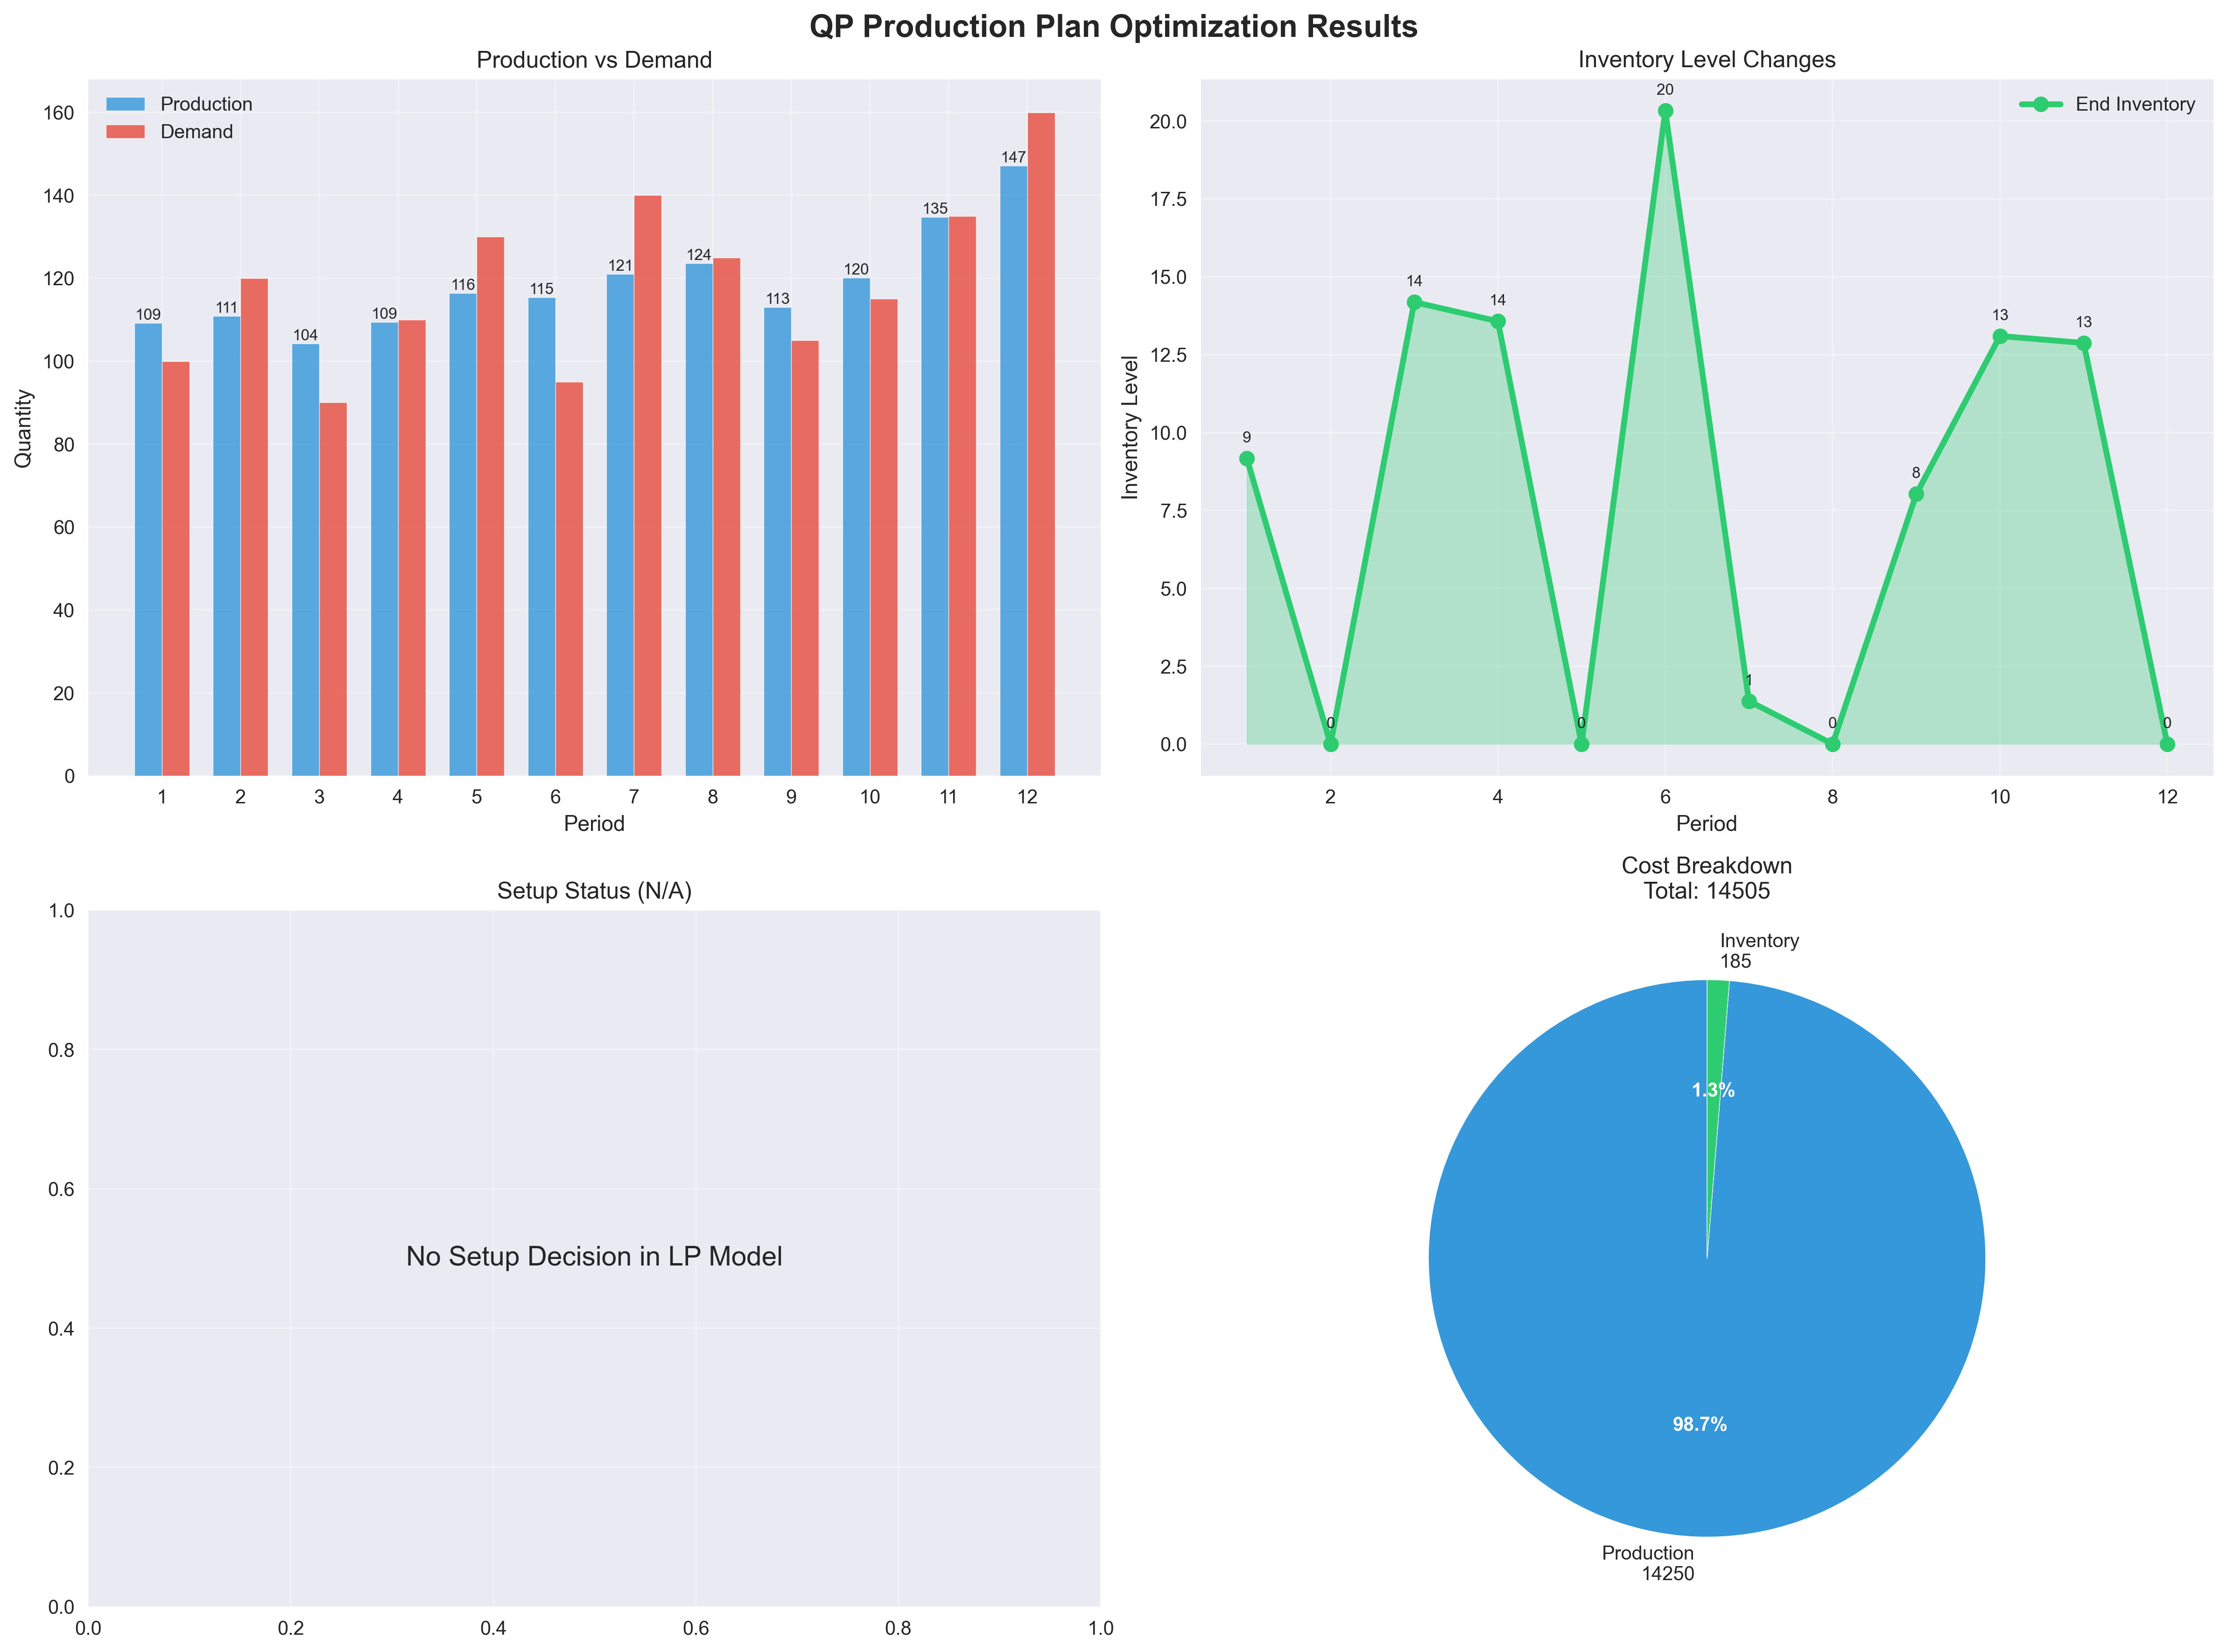 QP Production Plan Optimization Results
Production vs Demand
Production
Demand
Quantity
160
140
120
100
80
60
40
20
0
109
111
104
109
116
115
121
124
113
120
135
147
1 2 3 4 5 6 7 8 9 10 11 12
Period
Inventory Level Changes
End Inventory
Inventory Level
20.0
17.5
15.0
12.5
10.0
7.5
5.0
2.5
0.0
9
0
14
14
0
20
1
0
8
13
13
0
2 4 6 8 10 12
Period
Setup Status (N/A)
1.0
0.8
0.6
0.4
0.2
0.0
No Setup Decision in LP Model
0.0 0.2 0.4 0.6 0.8 1.0
Cost Breakdown
Total: 14505
Inventory
185
1.3%
98.7%
Production
14250